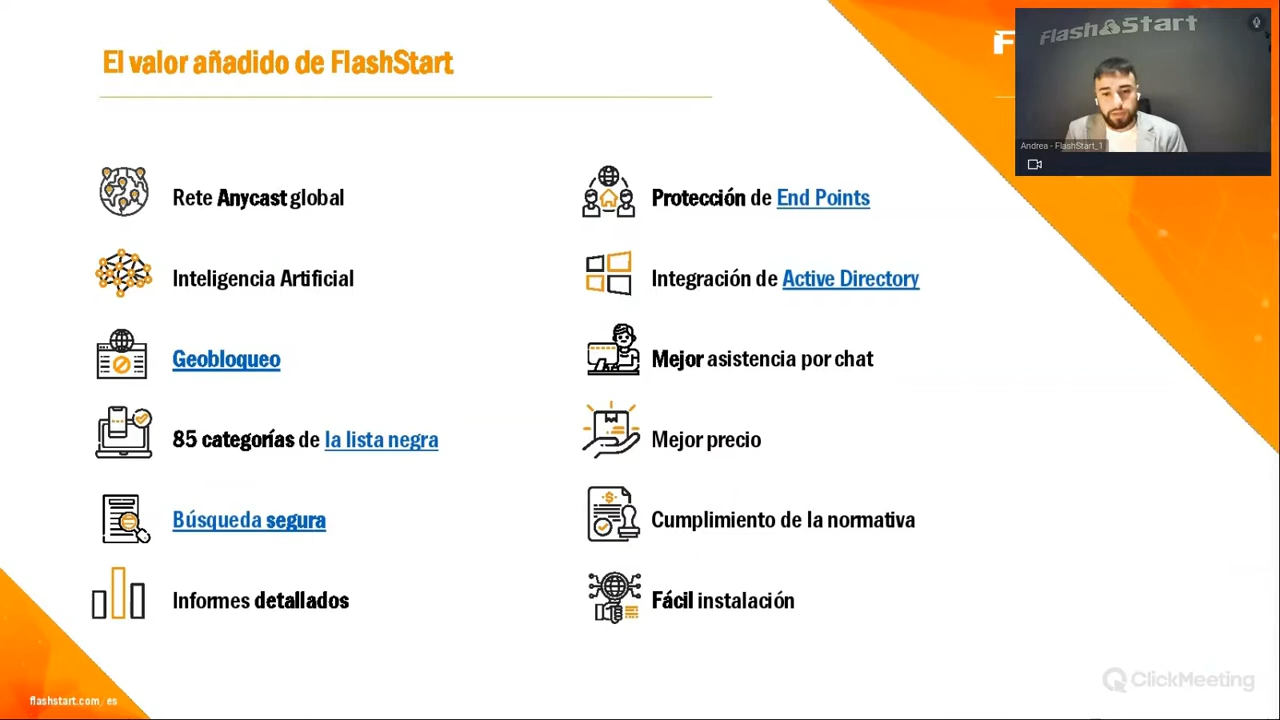 El valor añadido de FlashStart
Flash Start
Andrea - FlashStart_1
Rete Anycast global
Inteligencia Artificial
Geobloqueo
85 categorías de la lista negra
Búsqueda segura
Informes detallados
Protección de End Points
Integración de Active Directory
Mejor asistencia por chat
Mejor precio
Cumplimiento de la normativa
Fácil instalación
flashstart.com/es
ClickMeeting